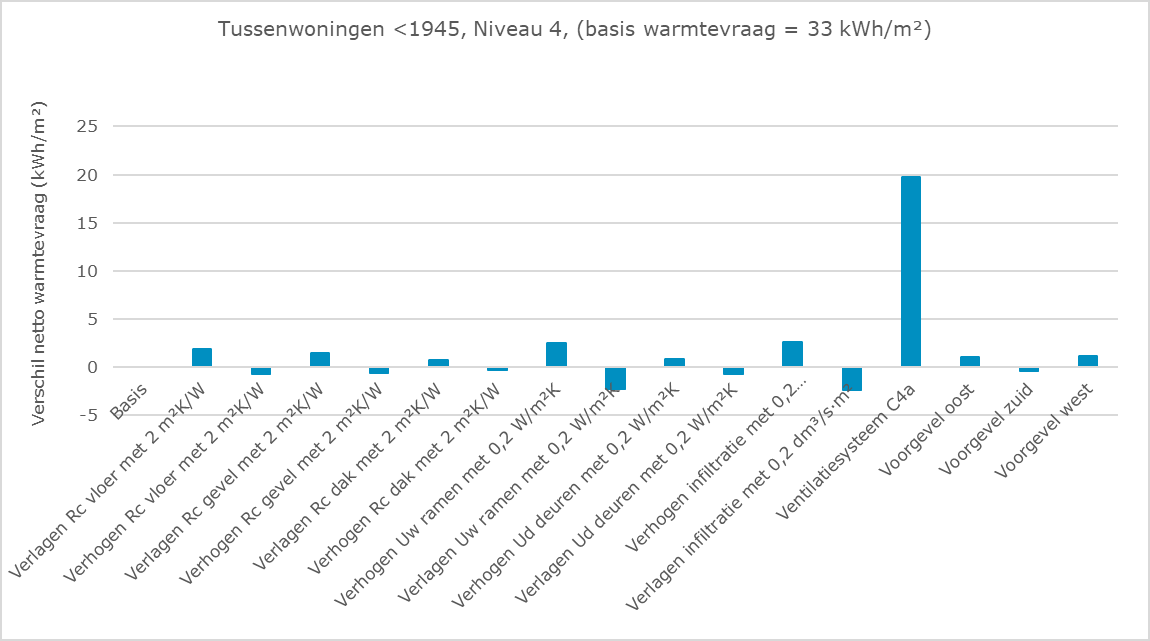 Tussenwoningen <1945, Niveau 4, (basis warmtevraag = 33 kWh/m²)
Verschil netto warmtevraag (kWh/m²)
25
20
15
10
5
0
-5
Basis
Verlagen Rc vloer met 2 m²K/W
Verhogen Rc vloer met 2 m²K/W
Verlagen Rc gevel met 2 m²K/W
Verhogen Rc gevel met 2 m²K/W
Verlagen Rc dak met 2 m²K/W
Verhogen Rc dak met 2 m²K/W
Verhogen Uw ramen met 0,2 W/m²K
Verlagen Uw ramen met 0,2 W/m²K
Verhogen Ud deuren met 0,2 W/m²K
Verlagen Ud deuren met 0,2 W/m²K
Verhogen infiltratie met 0,2...
Verlagen infiltratie met 0,2 dm³/s·m²
Ventilatiesysteem C4a
Voorgevel oost
Voorgevel zuid
Voorgevel west